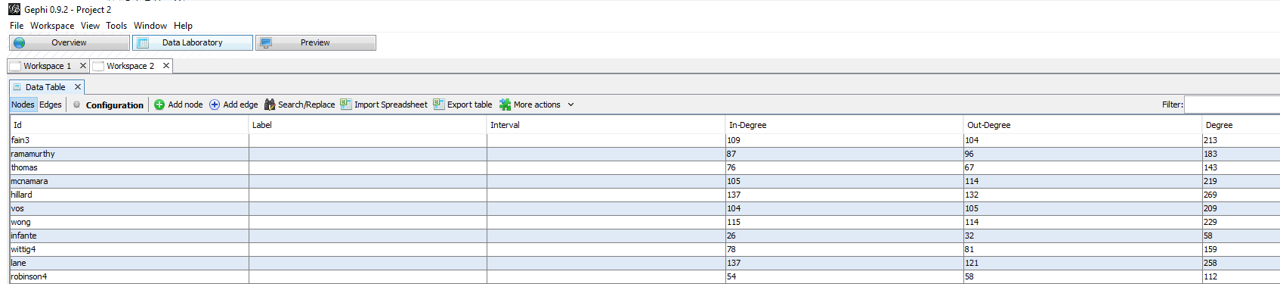 Gephi 0.9.2 - Project 2
File Workspace View Tools Window Help
Overview Data Laboratory Preview
Workspace 1 Workspace 2
Data Table
Nodes Edges Configuration Add node Add edge Search/Replace Import Spreadsheet Export table More actions Filter:
Id Label Interval In-Degree Out-Degree Degree
fain3 109 104 213
ramamurthy 87 96 183
thomas 76 67 143
mcnamara 105 114 219
hillard 137 132 269
vos 104 105 209
wong 115 114 229
infante 26 32 58
wittig4 78 81 159
lane 137 121 258
robinson4 54 58 112